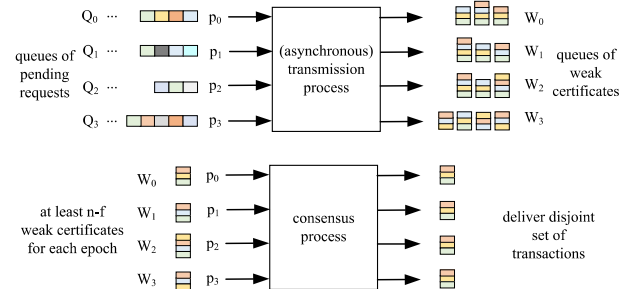 Q0 ··· p0 W0
queues of pending requests
Q1 ··· p1 W1
(asynchronous) transmission process
queues of weak certificates
Q2 ··· p2 W2
Q3 ··· p3 W3
W0 p0
at least n-f weak certificates for each epoch
W1 p1
consensus process
deliver disjoint set of transactions
W2 p2
W3 p3